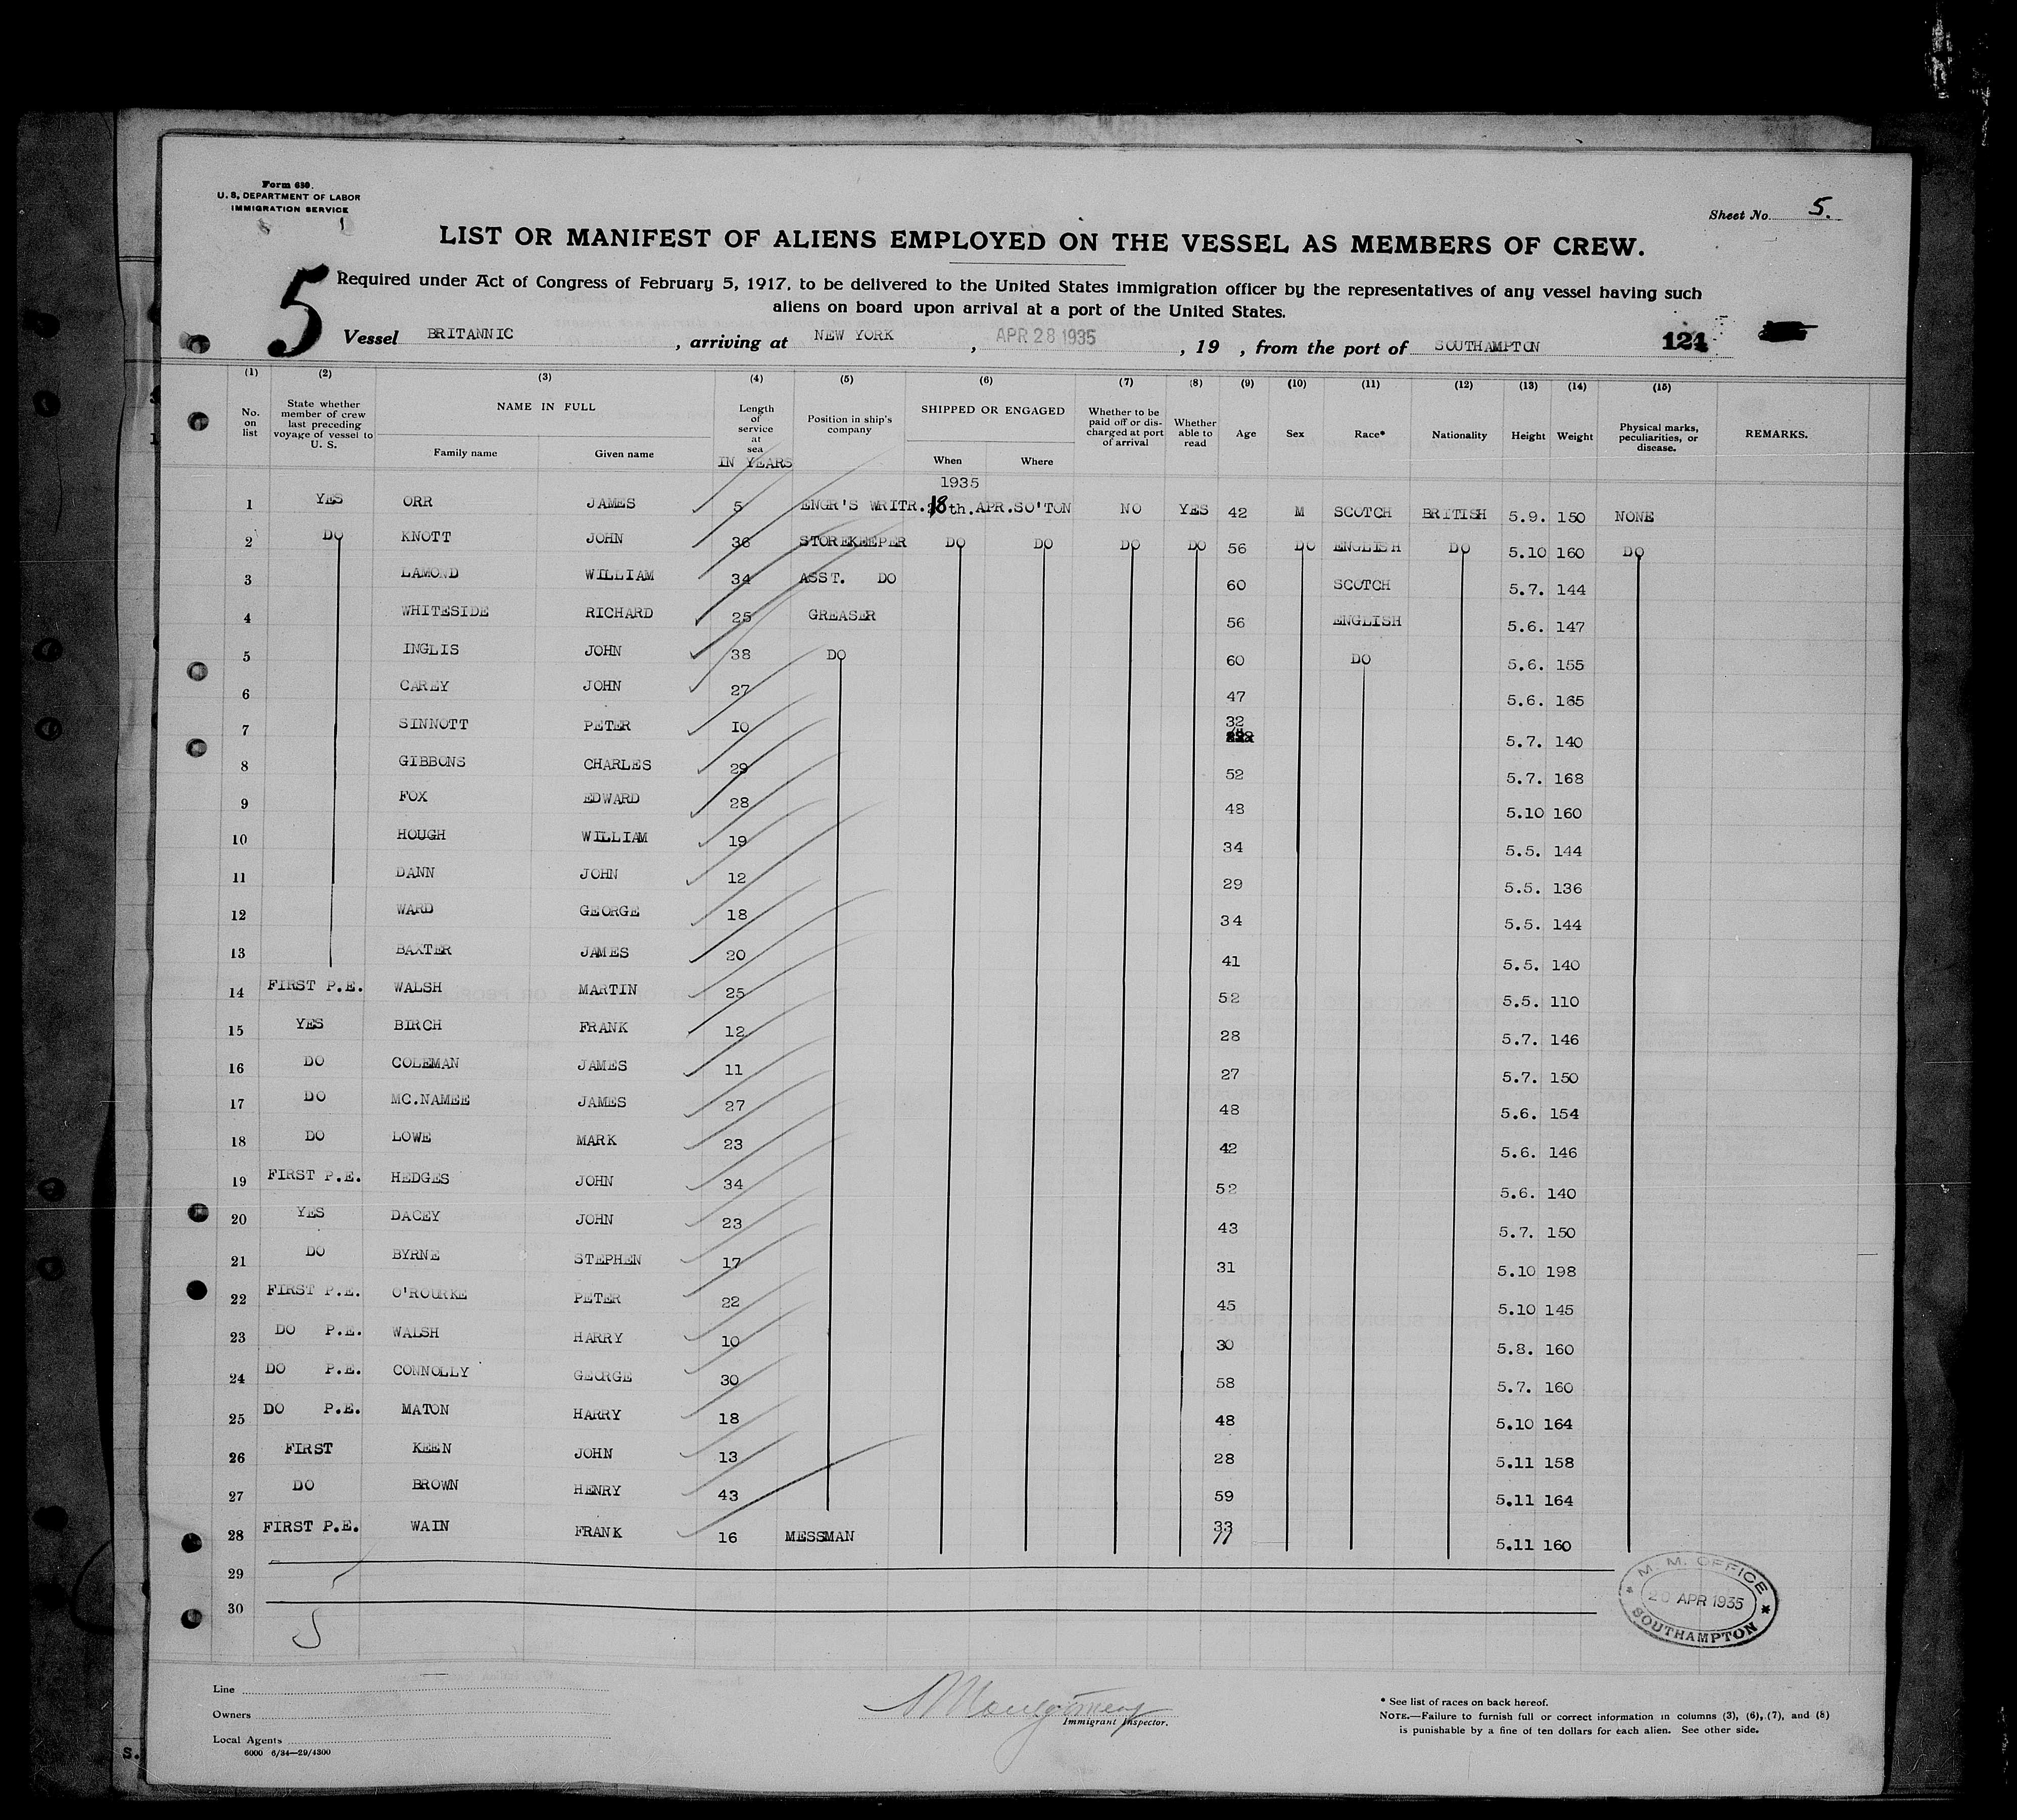 Form 680.
U. S. DEPARTMENT OF LABOR
IMMIGRATION SERVICE
Sheet No. 5.
LIST OR MANIFEST OF ALIENS EMPLOYED ON THE VESSEL AS MEMBERS OF CREW.
5
Required under Act of Congress of February 5, 1917, to be delivered to the United States immigration officer by the representatives of any vessel having such
aliens on board upon arrival at a port of the United States.
Vessel BRITANNIC, arriving at NEW YORK, APR 28 1935, 19 , from the port of SOUTHAMPTON 124
(1) (2) (3) (4) (5) (6) (7) (8) (9) (10) (11) (12) (13) (14) (15)
No. on list State whether member of crew last preceding voyage of vessel to U. S. NAME IN FULL Family name Given name Length of service at sea IN YEARS Position in ship's company SHIPPED OR ENGAGED When Where Whether to be paid off or discharged at port of arrival Whether able to read Age Sex Race* Nationality Height Weight Physical marks, peculiarities, or disease. REMARKS.
1935
1 YES ORR JAMES 5 ENGR'S WRITR. 18th.APR. SO'TON NO YES 42 M SCOTCH BRITISH 5.9. 150 NONE
2 DO KNOTT JOHN 36 STOREKEEPER DO DO DO DO 56 DO ENGLISH DO 5.10 160 DO
3 LAMOND WILLIAM 34 ASST. DO 60 SCOTCH 5.7. 144
4 WHITESIDE RICHARD 25 GREASER 56 ENGLISH 5.6. 147
5 INGLIS JOHN 38 DO 60 DO 5.6. 155
6 CAREY JOHN 27 47 5.6. 165
7 SINNOTT PETER 10 32 5.7. 140
8 GIBBONS CHARLES 29 52 5.7. 168
9 FOX EDWARD 28 48 5.10 160
10 HOUGH WILLIAM 19 34 5.5. 144
11 DANN JOHN 12 29 5.5. 136
12 WARD GEORGE 18 34 5.5. 144
13 BAXTER JAMES 20 41 5.5. 140
14 FIRST P.E. WALSH MARTIN 25 52 5.5. 110
15 YES BIRCH FRANK 12 28 5.7. 146
16 DO COLEMAN JAMES 11 27 5.7. 150
17 DO MC.NAMEE JAMES 27 48 5.6. 154
18 DO LOWE MARK 23 42 5.6. 146
19 FIRST P.E. HEDGES JOHN 34 52 5.6. 140
20 YES DACEY JOHN 23 43 5.7. 150
21 DO BYRNE STEPHEN 17 31 5.10 198
22 FIRST P.E. O'ROURKE PETER 22 45 5.10 145
23 DO P.E. WALSH HARRY 10 30 5.8. 160
24 DO P.E. CONNOLLY GEORGE 30 58 5.7. 160
25 DO P.E. MATON HARRY 18 48 5.10 164
26 FIRST KEEN JOHN 13 28 5.11 158
27 DO BROWN HENRY 43 59 5.11 164
28 FIRST P.E. WAIN FRANK 16 MESSMAN 33 5.11 160
29
30
M. M. OFFICE
20 APR 1935
SOUTHAMPTON
Line
Owners
Local Agents
6000 6/34—29/4300
Montgomery
Immigrant Inspector.
* See list of races on back hereof.
NOTE.—Failure to furnish full or correct information in columns (3), (6), (7), and (8)
is punishable by a fine of ten dollars for each alien. See other side.